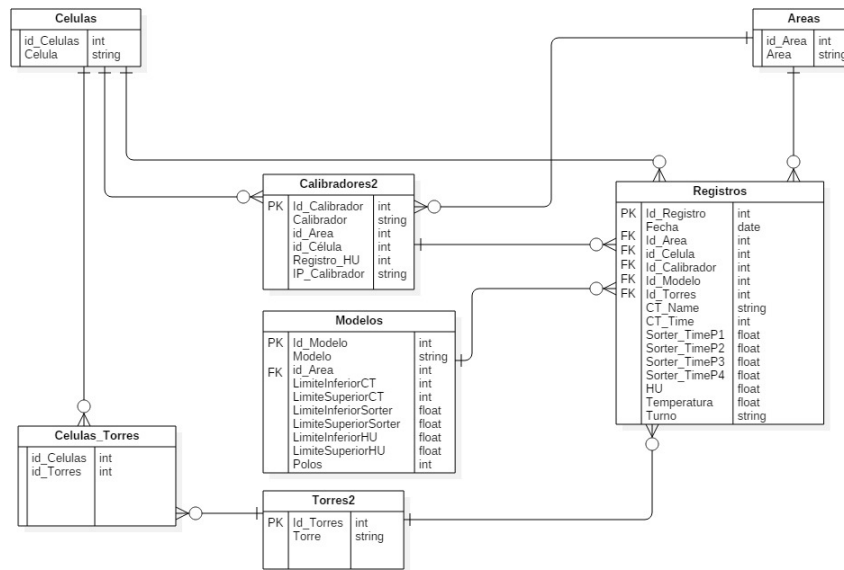 Celulas
id_Celulas int
Celula string
Areas
id_Area int
Area string
Calibradores2
PK Id_Calibrador int
Calibrador string
id_Area int
id_Célula int
Registro_HU int
IP_Calibrador string
Registros
PK Id_Registro int
Fecha date
FK Id_Area int
FK id_Celula int
FK Id_Calibrador int
FK Id_Modelo int
FK Id_Torres int
CT_Name string
CT_Time int
Sorter_TimeP1 float
Sorter_TimeP2 float
Sorter_TimeP3 float
Sorter_TimeP4 float
HU float
Temperatura float
Turno string
Modelos
PK Id_Modelo int
Modelo string
FK id_Area int
LimiteInferiorCT int
LimiteSuperiorCT int
LimiteInferiorSorter float
LimiteSuperiorSorter float
LimiteInferiorHU float
LimiteSuperiorHU float
Polos int
Celulas_Torres
id_Celulas int
id_Torres int
Torres2
PK Id_Torres int
Torre string